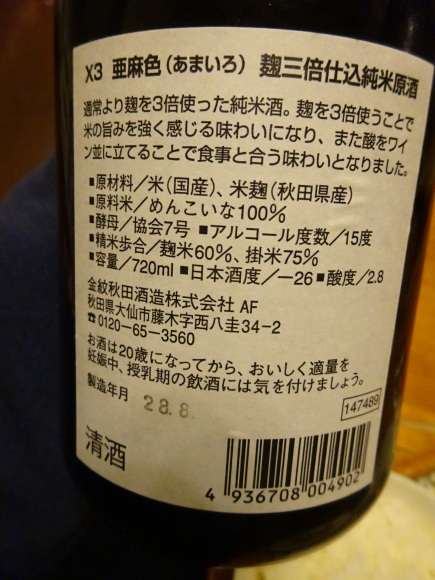 X3 亜麻色(あまいろ) 麹三倍仕込純米原酒
通常より麹を3倍使った純米酒。麹を3倍使うことで
米の旨みを強く感じる味わいになり、また酸をワイ
ン並に立てることで食事と合う味わいとなりました。
■原材料/米(国産)、米麹(秋田県産)
■原料米/めんこいな100%
■酵母/協会7号 ■アルコール度数/15度
■精米歩合/麹米60%、掛米75%
■容量/720ml ■日本酒度/-26 ■酸度/2.8
金紋秋田酒造株式会社 AF
秋田県大仙市藤木字西八圭34-2
☎0120-65-3560
お酒は20歳になってから、おいしく適量を
妊娠中、授乳期の飲酒には気を付けましょう。
製造年月 28.8.
147489
清酒
4 936708 004902